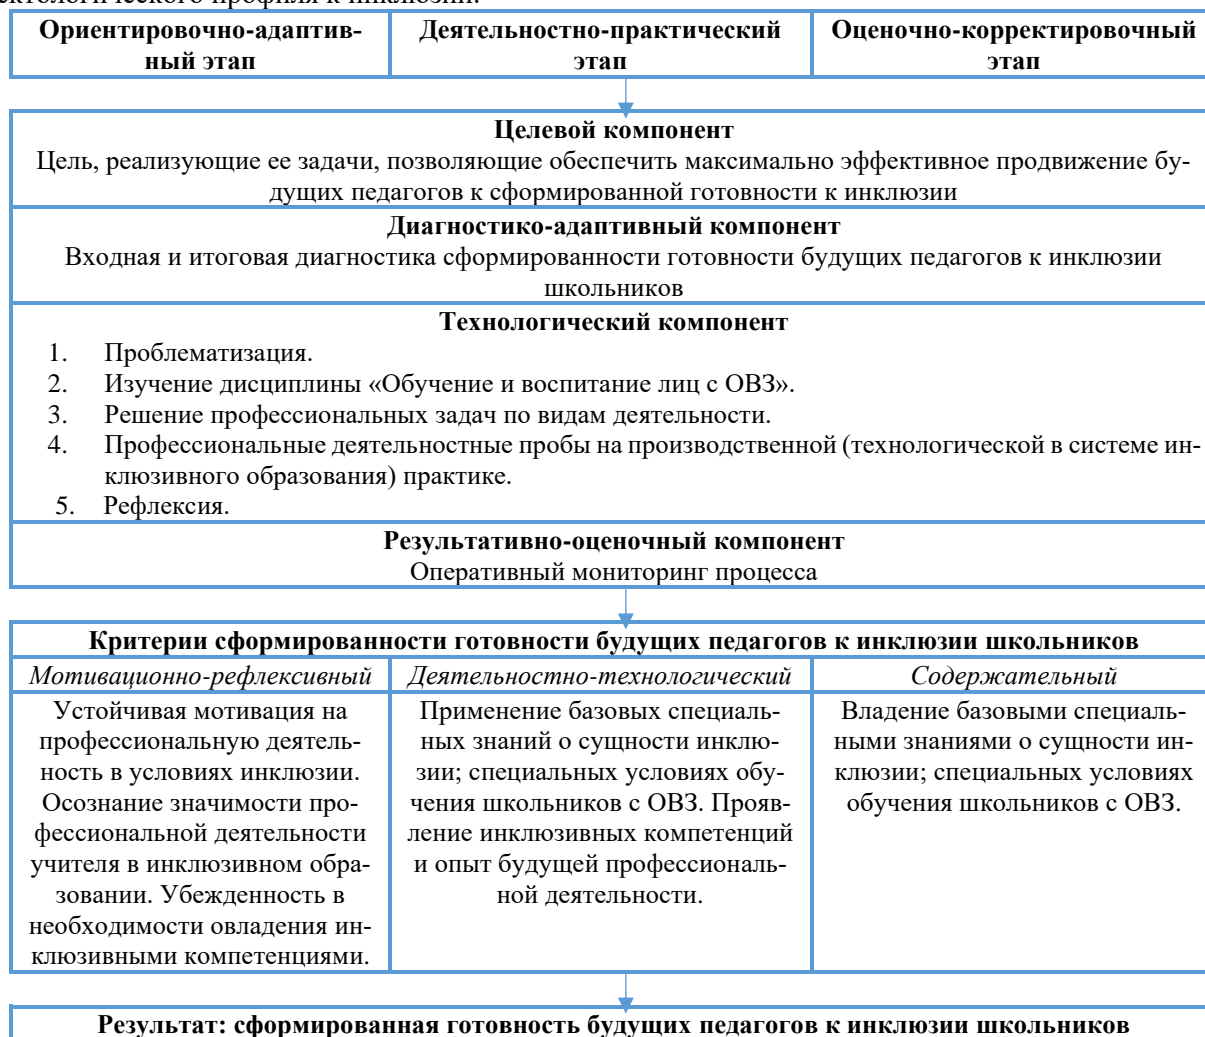 ектологического профиля к инклюзии.
Ориентировочно-адаптив-
ный этап
Деятельностно-практический
этап
Оценочно-корректировочный
этап
Целевой компонент
Цель, реализующие ее задачи, позволяющие обеспечить максимально эффективное продвижение бу-
дущих педагогов к сформированной готовности к инклюзии
Диагностико-адаптивный компонент
Входная и итоговая диагностика сформированности готовности будущих педагогов к инклюзии
школьников
Технологический компонент
1. Проблематизация.
2. Изучение дисциплины «Обучение и воспитание лиц с ОВЗ».
3. Решение профессиональных задач по видам деятельности.
4. Профессиональные деятельностные пробы на производственной (технологической в системе ин-
клюзивного образования) практике.
5. Рефлексия.
Результативно-оценочный компонент
Оперативный мониторинг процесса
Критерии сформированности готовности будущих педагогов к инклюзии школьников
Мотивационно-рефлексивный
Устойчивая мотивация на
профессиональную деятель-
ность в условиях инклюзии.
Осознание значимости про-
фессиональной деятельности
учителя в инклюзивном обра-
зовании. Убежденность в
необходимости овладения ин-
клюзивными компетенциями.
Деятельностно-технологический
Применение базовых специаль-
ных знаний о сущности инклю-
зии; специальных условиях обу-
чения школьников с ОВЗ. Прояв-
ление инклюзивных компетенций
и опыт будущей профессиональ-
ной деятельности.
Содержательный
Владение базовыми специаль-
ными знаниями о сущности ин-
клюзии; специальных условиях
обучения школьников с ОВЗ.
Результат: сформированная готовность будущих педагогов к инклюзии школьников